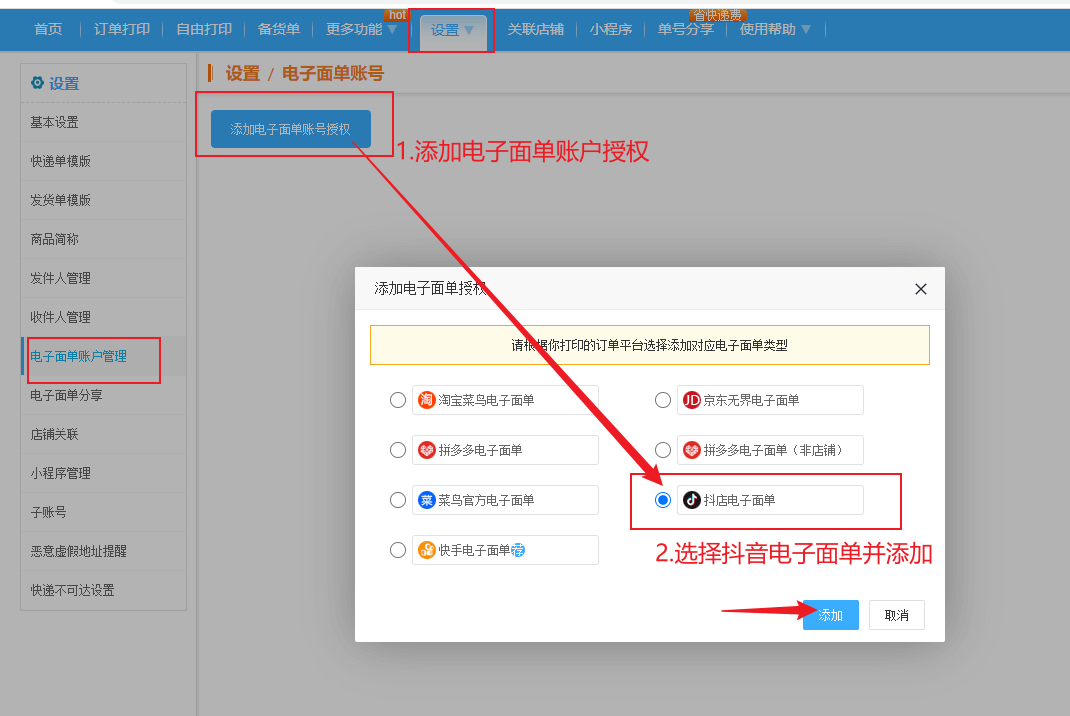 hot
省快递费
首页 订单打印 自由打印 备货单 更多功能 设置 关联店铺 小程序 单号分享 使用帮助
设置
设置 / 电子面单账号
基本设置
快递单模版
发货单模版
商品简称
发件人管理
收件人管理
电子面单账户管理
电子面单分享
店铺关联
小程序管理
子账号
恶意虚假地址提醒
快递不可达设置
添加电子面单账号授权
1.添加电子面单账户授权
添加电子面单授权
请根据你打印的订单平台选择添加对应电子面单类型
淘 淘宝菜鸟电子面单
JD 京东无界电子面单
拼多多电子面单
拼多多电子面单（非店铺）
菜 菜鸟官方电子面单
抖店电子面单
快手电子面单 荐
2.选择抖音电子面单并添加
添加 取消